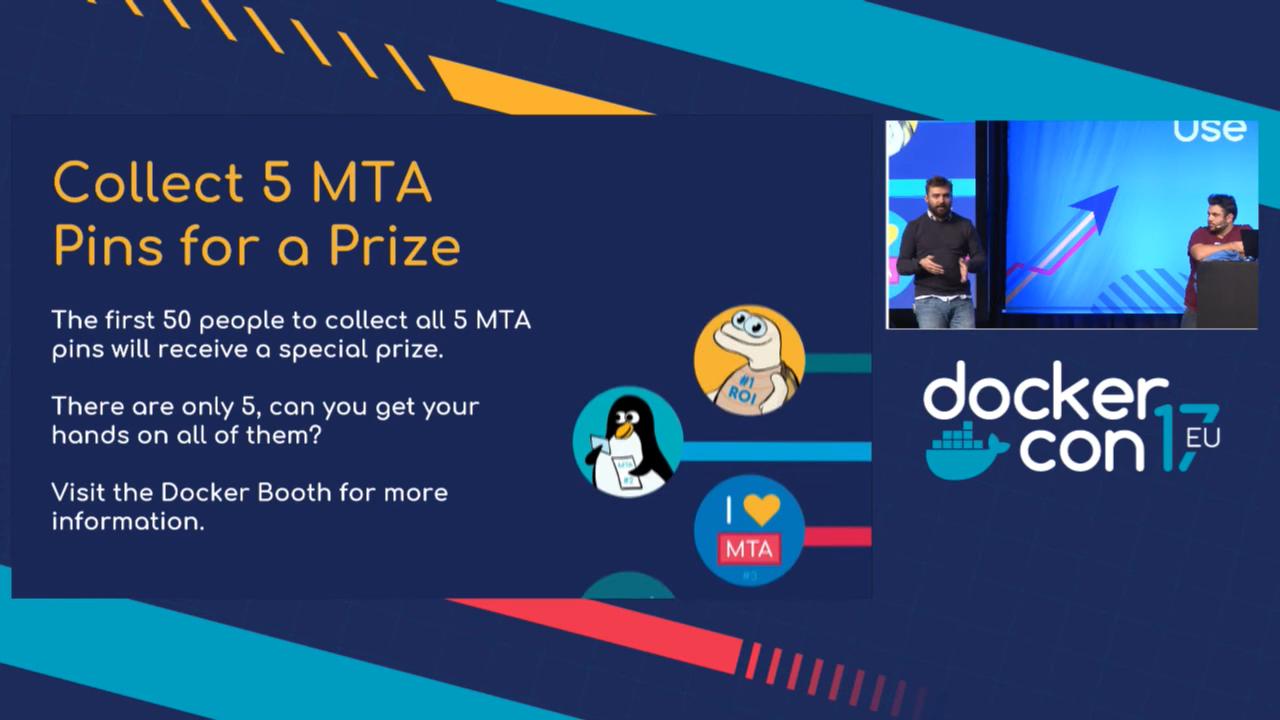 Collect 5 MTA
Pins for a Prize
The first 50 people to collect all 5 MTA
pins will receive a special prize.
There are only 5, can you get your
hands on all of them?
Visit the Docker Booth for more
information.
#1
ROI
MTA
#2
I
MTA
#3
Use
docker
con 17
EU